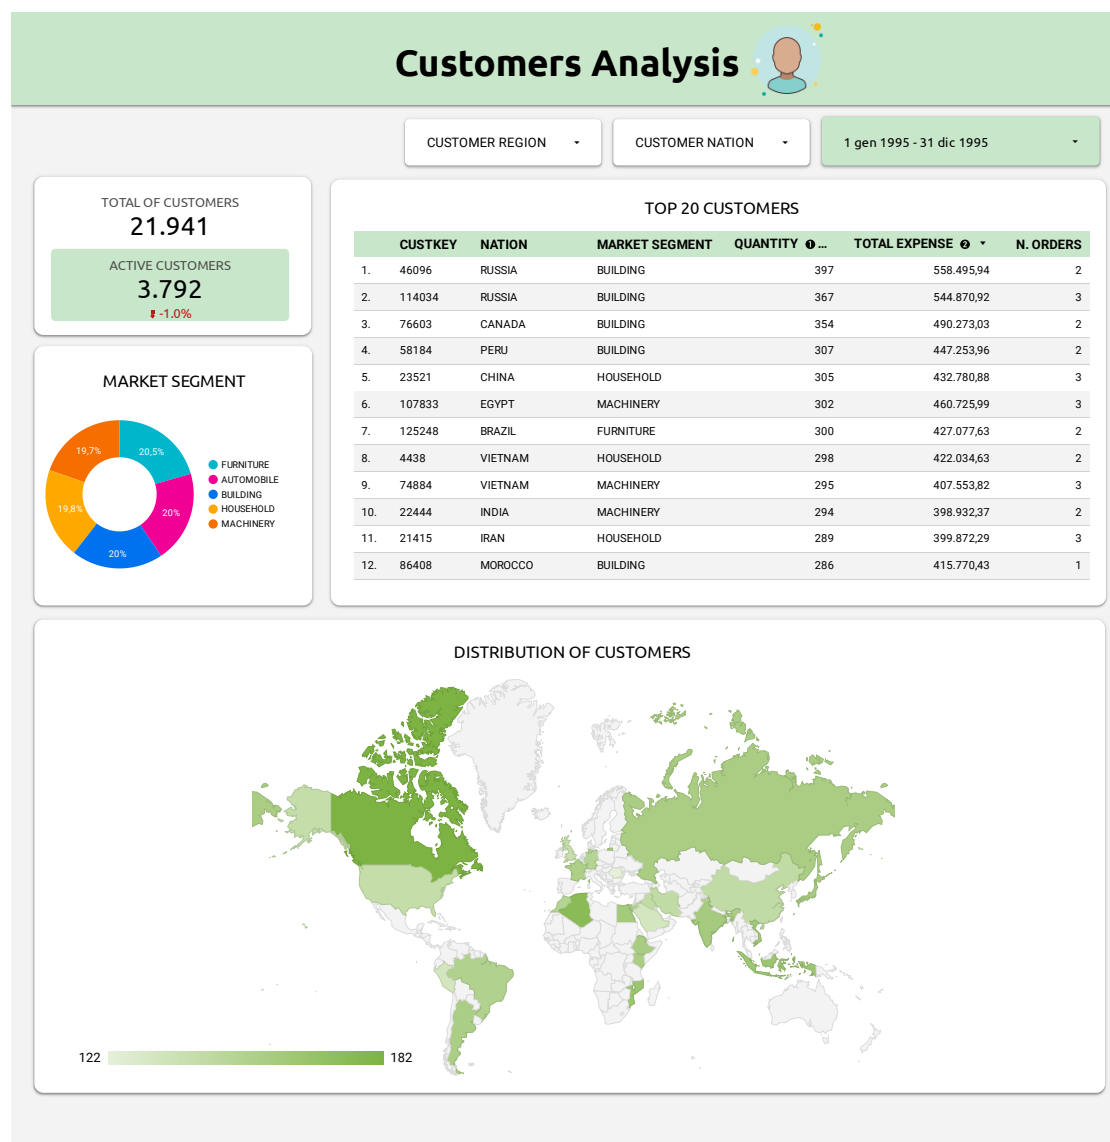 Customers Analysis
CUSTOMER REGION
CUSTOMER NATION
1 gen 1995 - 31 dic 1995
TOTAL OF CUSTOMERS
21.941
ACTIVE CUSTOMERS
3.792
-1.0%
MARKET SEGMENT
19,7%
20,5%
19,8%
20%
20%
FURNITURE
AUTOMOBILE
BUILDING
HOUSEHOLD
MACHINERY
TOP 20 CUSTOMERS
CUSTKEY NATION MARKET SEGMENT QUANTITY ❶ ... TOTAL EXPENSE ❷ N. ORDERS
1. 46096 RUSSIA BUILDING 397 558.495,94 2
2. 114034 RUSSIA BUILDING 367 544.870,92 3
3. 76603 CANADA BUILDING 354 490.273,03 2
4. 58184 PERU BUILDING 307 447.253,96 2
5. 23521 CHINA HOUSEHOLD 305 432.780,88 3
6. 107833 EGYPT MACHINERY 302 460.725,99 3
7. 125248 BRAZIL FURNITURE 300 427.077,63 2
8. 4438 VIETNAM HOUSEHOLD 298 422.034,63 2
9. 74884 VIETNAM MACHINERY 295 407.553,82 3
10. 22444 INDIA MACHINERY 294 398.932,37 2
11. 21415 IRAN HOUSEHOLD 289 399.872,29 3
12. 86408 MOROCCO BUILDING 286 415.770,43 1
DISTRIBUTION OF CUSTOMERS
122
182